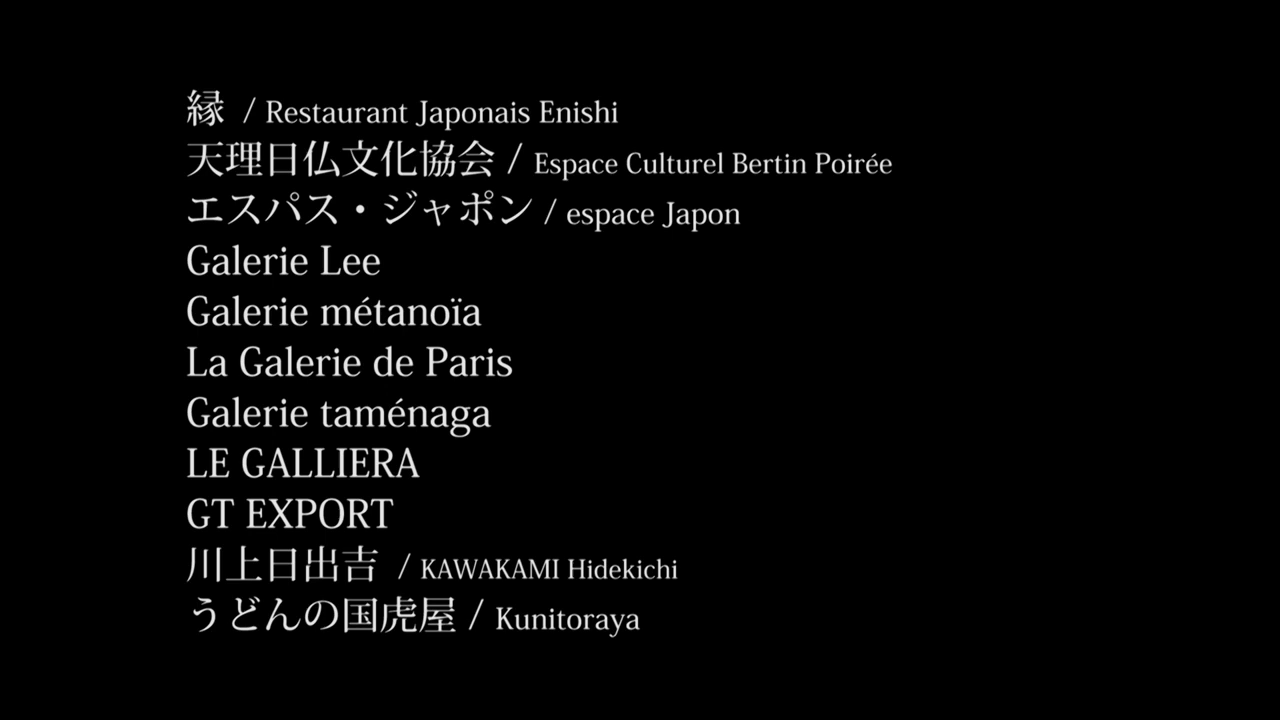 縁 / Restaurant Japonais Enishi
天理日仏文化協会 / Espace Culturel Bertin Poirée
エスパス・ジャポン / espace Japon
Galerie Lee
Galerie métanoïa
La Galerie de Paris
Galerie taménaga
LE GALLIERA
GT EXPORT
川上日出吉 / KAWAKAMI Hidekichi
うどんの国虎屋 / Kunitoraya